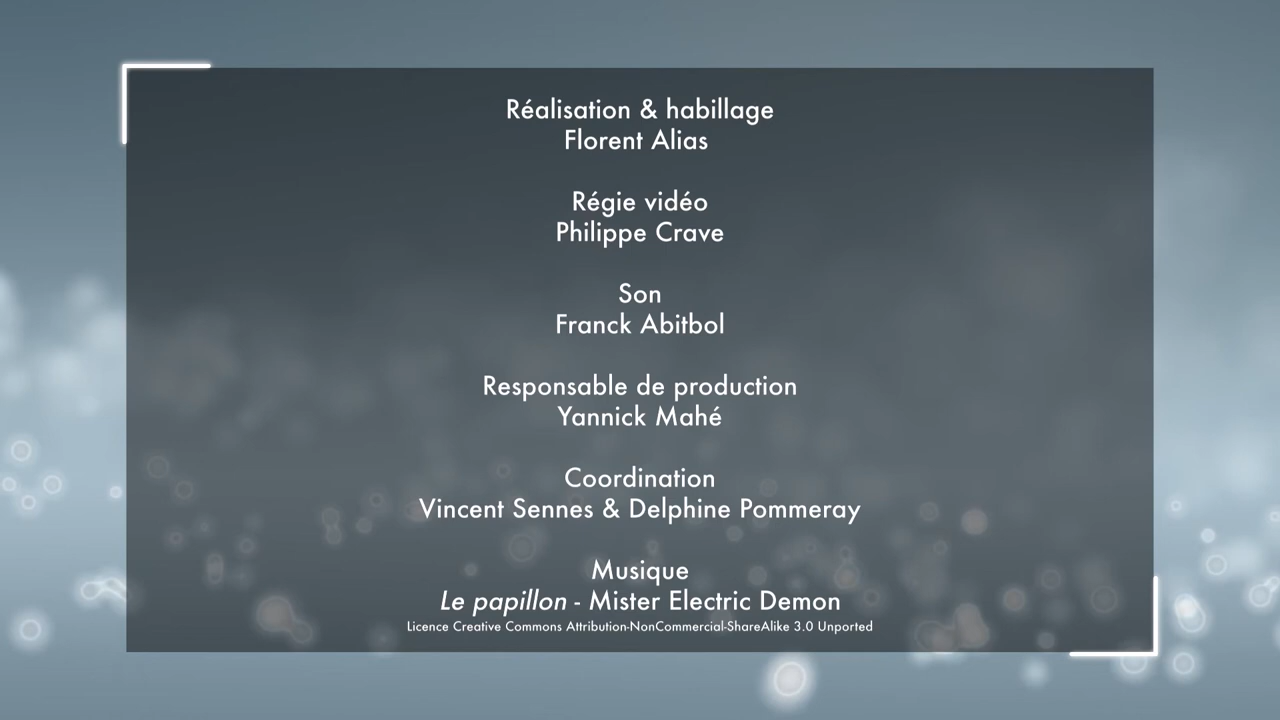 Réalisation & habillage
Florent Alias
Régie vidéo
Philippe Crave
Son
Franck Abitbol
Responsable de production
Yannick Mahé
Coordination
Vincent Sennes & Delphine Pommeray
Musique
Le papillon - Mister Electric Demon
Licence Creative Commons Attribution-NonCommercial-ShareAlike 3.0 Unported